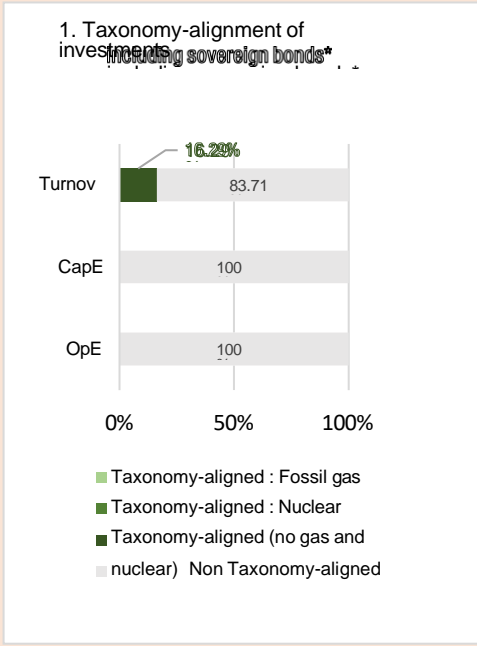 1. Taxonomy-alignment of
investments
including sovereign bonds*
16.29%
Turnov
83.71
CapE
100
OpE
100
0% 50% 100%
Taxonomy-aligned : Fossil gas
Taxonomy-aligned : Nuclear
Taxonomy-aligned (no gas and
nuclear) Non Taxonomy-aligned